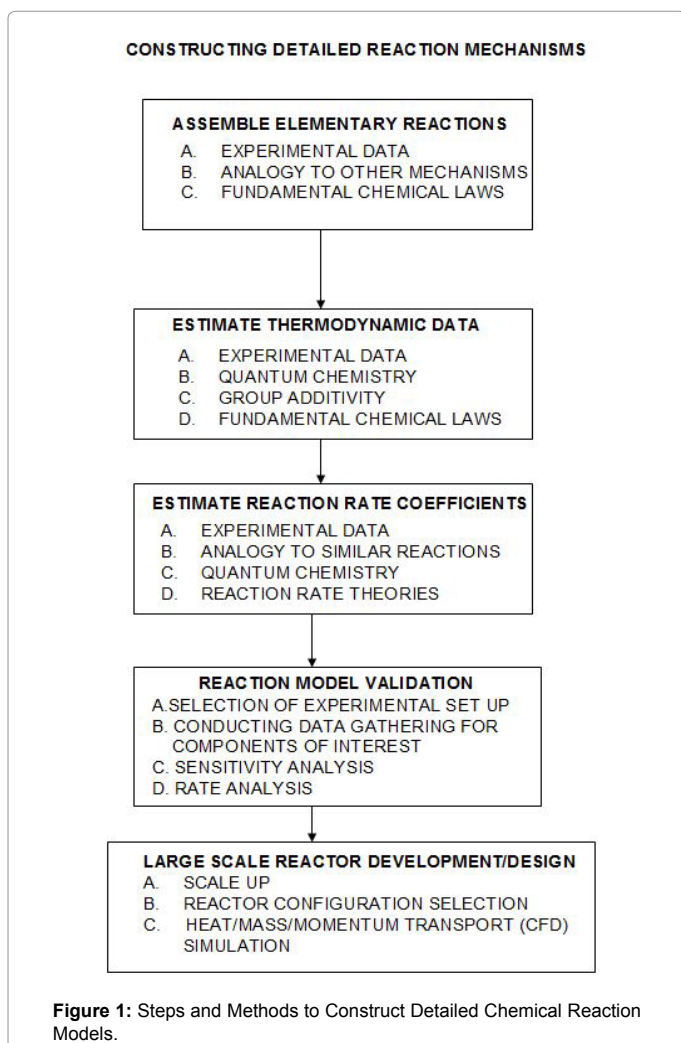 CONSTRUCTING DETAILED REACTION MECHANISMS
ASSEMBLE ELEMENTARY REACTIONS
A. EXPERIMENTAL DATA
B. ANALOGY TO OTHER MECHANISMS
C. FUNDAMENTAL CHEMICAL LAWS
ESTIMATE THERMODYNAMIC DATA
A. EXPERIMENTAL DATA
B. QUANTUM CHEMISTRY
C. GROUP ADDITIVITY
D. FUNDAMENTAL CHEMICAL LAWS
ESTIMATE REACTION RATE COEFFICIENTS
A. EXPERIMENTAL DATA
B. ANALOGY TO SIMILAR REACTIONS
C. QUANTUM CHEMISTRY
D. REACTION RATE THEORIES
REACTION MODEL VALIDATION
A.SELECTION OF EXPERIMENTAL SET UP
B. CONDUCTING DATA GATHERING FOR
COMPONENTS OF INTEREST
C. SENSITIVITY ANALYSIS
D. RATE ANALYSIS
LARGE SCALE REACTOR DEVELOPMENT/DESIGN
A. SCALE UP
B. REACTOR CONFIGURATION SELECTION
C. HEAT/MASS/MOMENTUM TRANSPORT (CFD)
SIMULATION
Figure 1: Steps and Methods to Construct Detailed Chemical Reaction
Models.